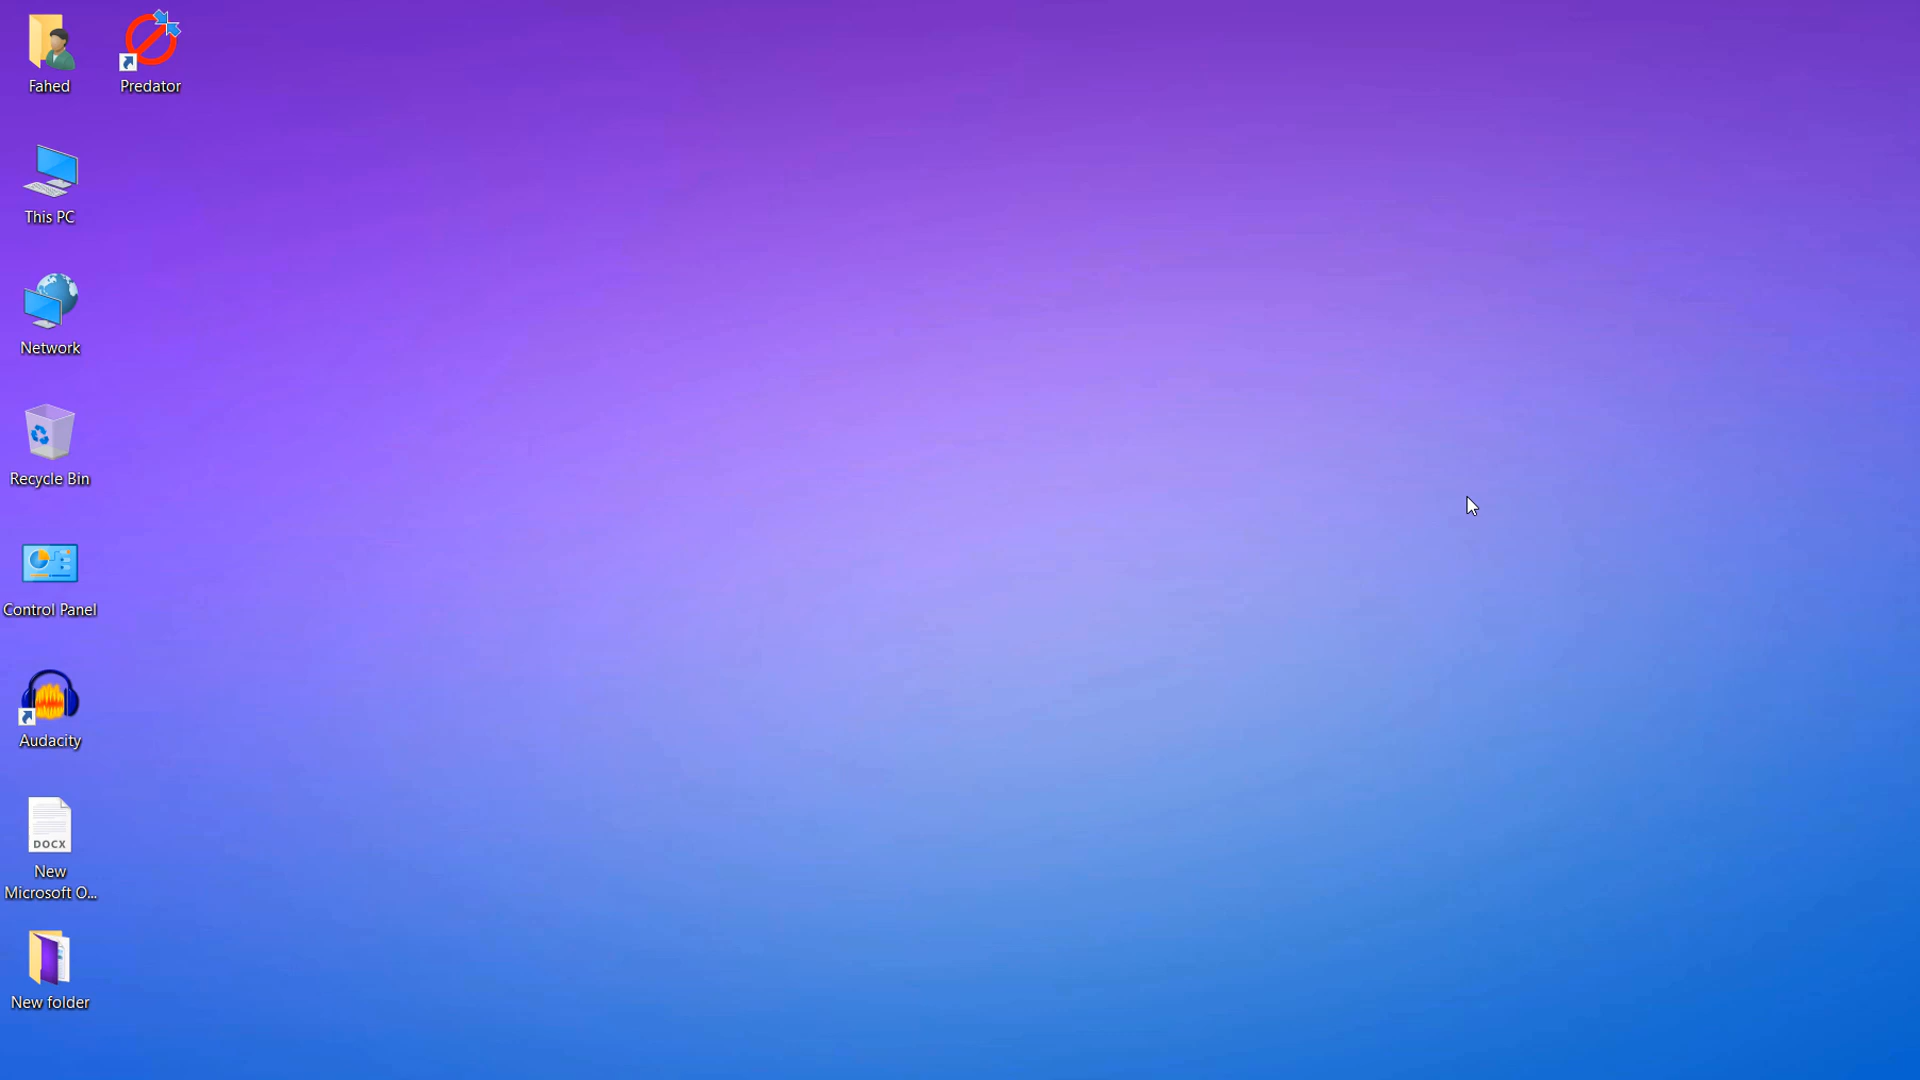 Fahed
Predator
This PC
Network
Recycle Bin
Control Panel
Audacity
DOCX
New
Microsoft O...
New folder